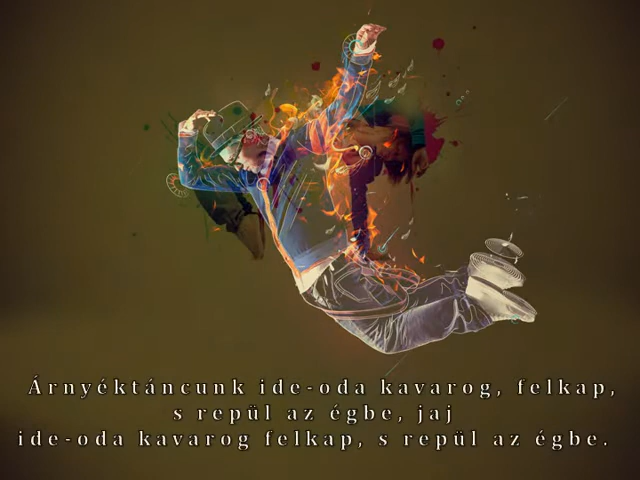 Árnyéktáncunk ide-oda kavarog, felkap,
s repül az égbe, jaj
ide-oda kavarog felkap, s repül az égbe.